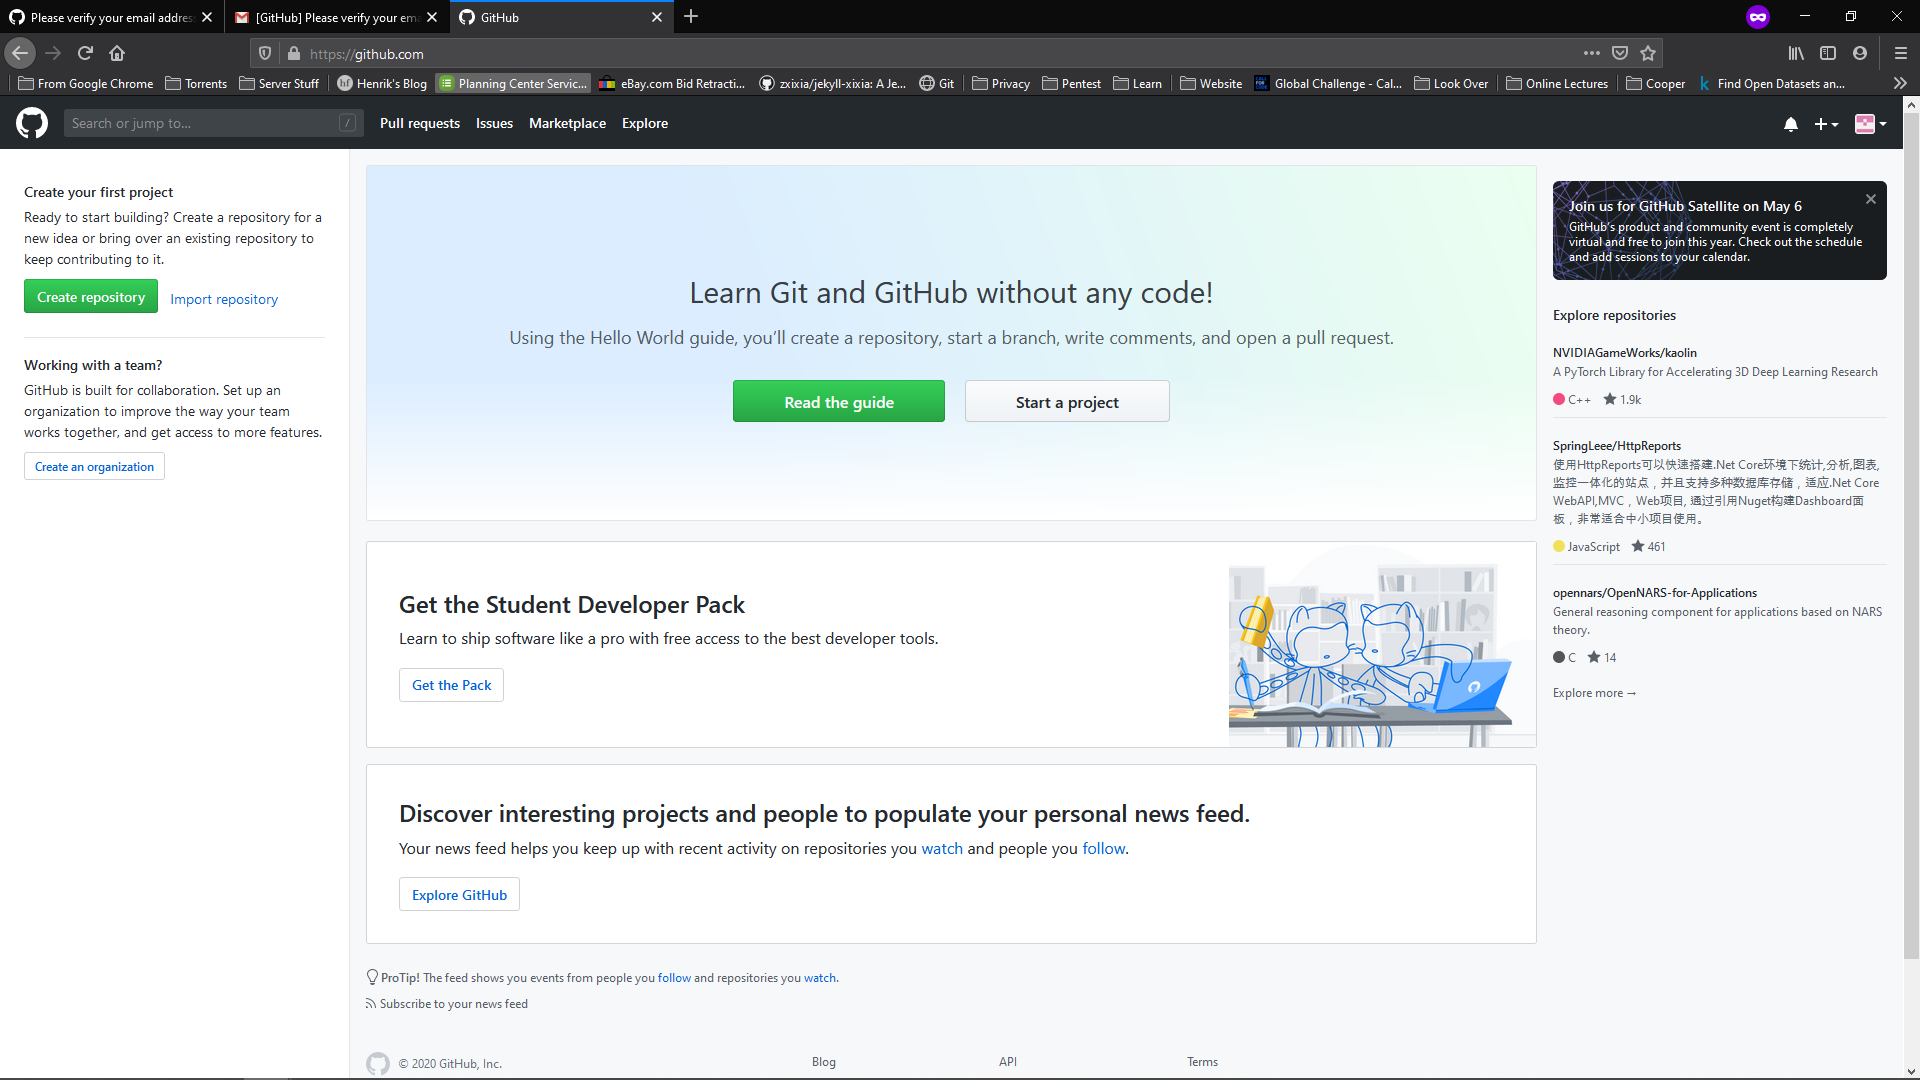 Please verify your email addres
[GitHub] Please verify your ema
GitHub
https://github.com
From Google Chrome
Torrents
Server Stuff
hf Henrik's Blog
Planning Center Servic...
eBay.com Bid Retracti...
zxixia/jekyll-xixia: A Je...
Git
Privacy
Pentest
Learn
Website
Global Challenge - Cal...
Look Over
Online Lectures
Cooper
k Find Open Datasets an...
Search or jump to... /
Pull requests
Issues
Marketplace
Explore
Create your first project
Ready to start building? Create a repository for a
new idea or bring over an existing repository to
keep contributing to it.
Create repository
Import repository
Working with a team?
GitHub is built for collaboration. Set up an
organization to improve the way your team
works together, and get access to more features.
Create an organization
Learn Git and GitHub without any code!
Using the Hello World guide, you’ll create a repository, start a branch, write comments, and open a pull request.
Read the guide
Start a project
Get the Student Developer Pack
Learn to ship software like a pro with free access to the best developer tools.
Get the Pack
Discover interesting projects and people to populate your personal news feed.
Your news feed helps you keep up with recent activity on repositories you watch and people you follow.
Explore GitHub
ProTip! The feed shows you events from people you follow and repositories you watch.
Subscribe to your news feed
Join us for GitHub Satellite on May 6
GitHub’s product and community event is completely
virtual and free to join this year. Check out the schedule
and add sessions to your calendar.
Explore repositories
NVIDIAGameWorks/kaolin
A PyTorch Library for Accelerating 3D Deep Learning Research
C++ 1.9k
SpringLeee/HttpReports
使用HttpReports可以快速搭建.Net Core环境下统计,分析,图表,
监控一体化的站点，并且支持多种数据库存储，适应.Net Core
WebAPI,MVC，Web项目, 通过引用Nuget构建Dashboard面
板，非常适合中小项目使用。
JavaScript 461
opennars/OpenNARS-for-Applications
General reasoning component for applications based on NARS
theory.
C 14
Explore more →
© 2020 GitHub, Inc.
Blog
API
Terms